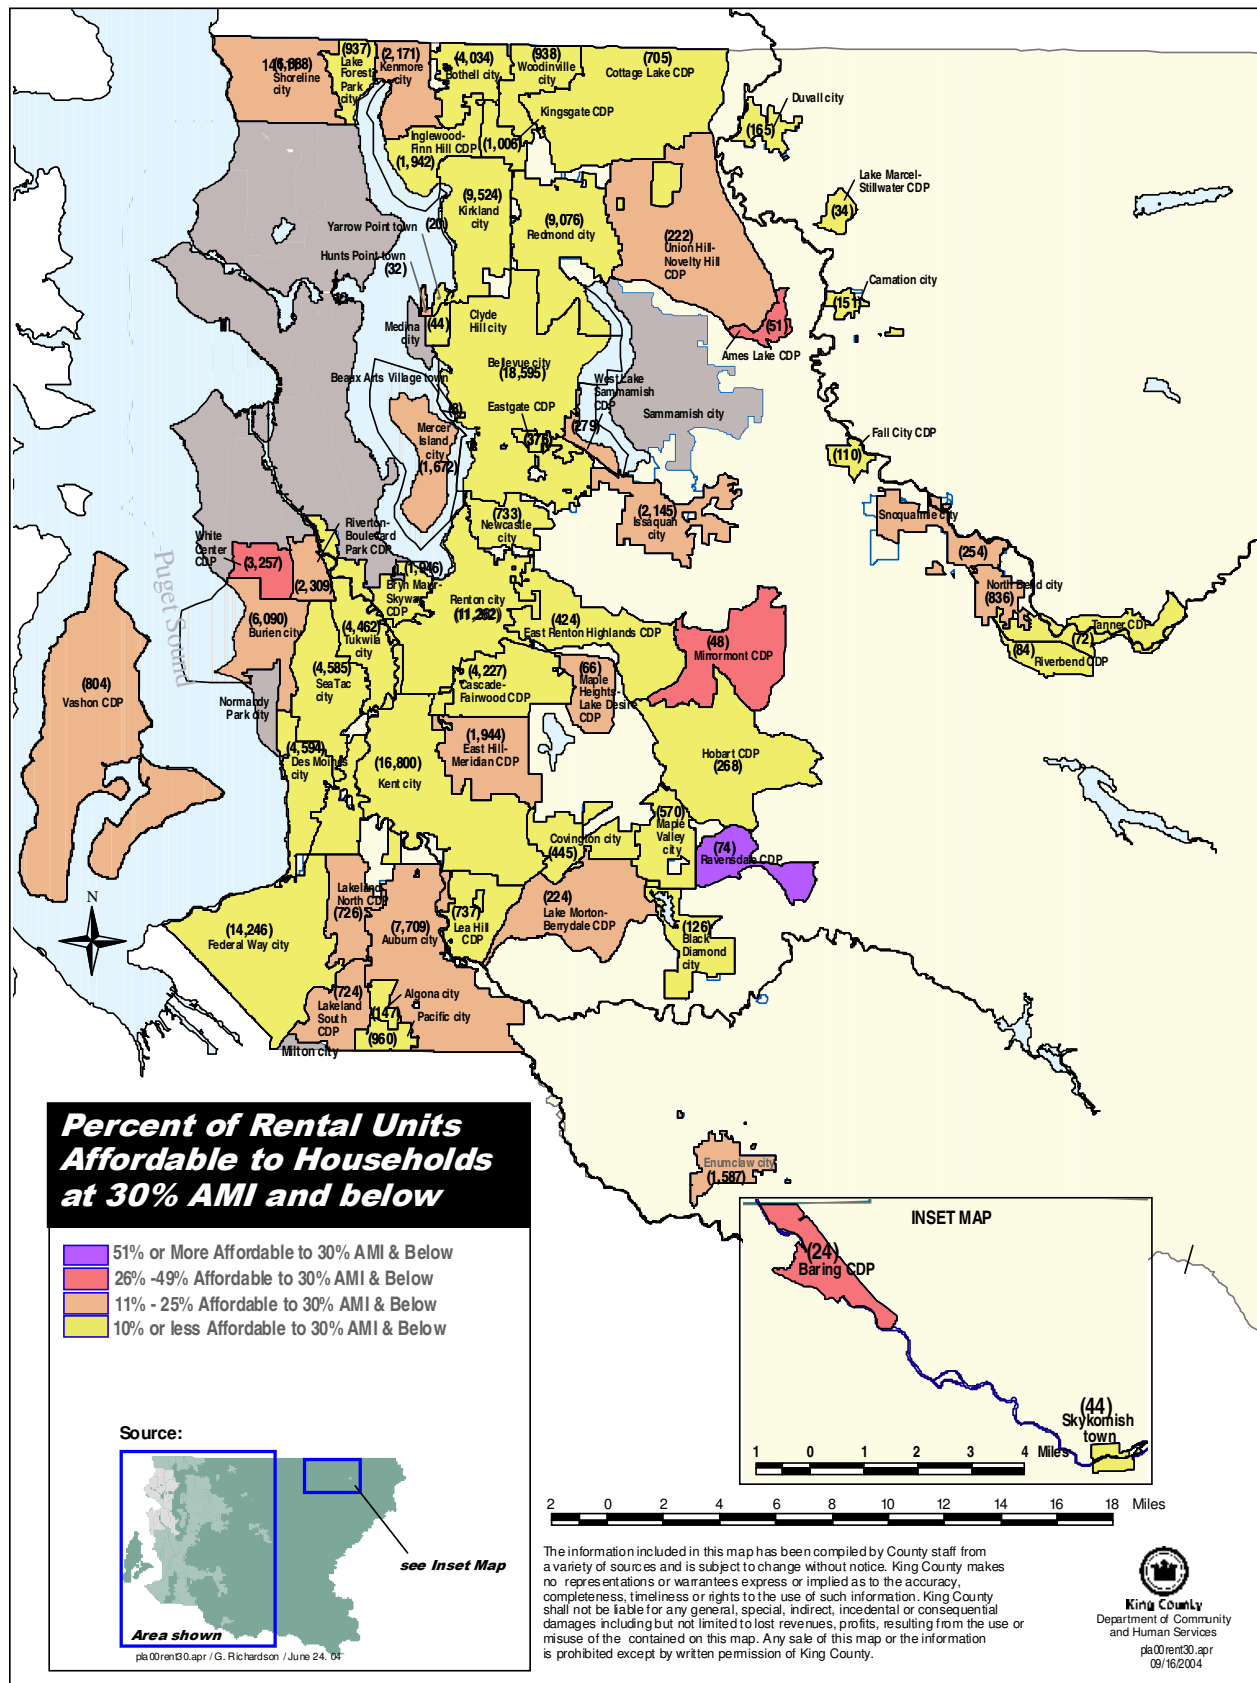 (937)
Lake
Forest
Park
city
(2,171)
Kenmore
city
(4,034)
Bothell city
(938)
Woodinville
city
(705)
Cottage Lake CDP
(6,688)
Shoreline
city
Kingsgate CDP
Duvall city
(165)
Inglewood-
Finn Hill CDP
(1,942)
(1,006)
Lake Marcel-
Stillwater CDP
(34)
(9,524)
Kirkland
city
(9,076)
Redmond city
Yarrow Point town
(20)
(222)
Union Hill-
Novelty Hill
CDP
Hunts Point town
(32)
Carnation city
(151)
Medina
city
(44)
Clyde
Hill city
(51)
Ames Lake CDP
Bellevue city
(18,595)
Beaux Arts Village town
West Lake
Sammamish
CDP
(279)
Sammamish city
Eastgate CDP
Mercer
Island
city
(1,672)
Fall City CDP
(110)
(733)
Newcastle
city
(2,145)
Issaquah
city
Snoqualmie city
(254)
White
Center
CDP
(3,257)
Riverton-
Boulevard
Park CDP
(2,309)
(1,946)
Bryn Mawr-
Skyway
CDP
Renton city
(11,262)
North Bend city
(836)
(424)
East Renton Highlands CDP
Tanner CDP
(72)
(84)
Riverbend CDP
Puget Sound
(6,090)
Burien city
(4,462)
Tukwila
city
(48)
Mirrormont CDP
(804)
Vashon CDP
(4,585)
SeaTac
city
(4,227)
Cascade-
Fairwood CDP
(66)
Maple
Heights-
Lake Desire
CDP
Normandy
Park city
(4,594)
Des Moines
city
(16,800)
Kent city
(1,944)
East Hill-
Meridian CDP
Hobart CDP
(268)
(570)
Maple
Valley
city
Covington city
(445)
(74)
Ravensdale CDP
N
Lakeland
North CDP
(726)
(224)
Lake Morton-
Berrydale CDP
(14,246)
Federal Way city
(7,709)
Auburn city
(737)
Lea Hill
CDP
(126)
Black
Diamond
city
(724)
Lakeland
South
CDP
Algona city
(147)
Pacific city
(960)
Milton city
Percent of Rental Units
Affordable to Households
at 30% AMI and below
51% or More Affordable to 30% AMI & Below
26% -49% Affordable to 30% AMI & Below
11% - 25% Affordable to 30% AMI & Below
10% or less Affordable to 30% AMI & Below
Enumclaw city
(1,587)
INSET MAP
(24)
Baring CDP
(44)
Skykomish
town
1 0 1 2 3 4 Miles
Source:
see Inset Map
Area shown
pla00rent30.apr / G. Richardson / June 24. 04
2 0 2 4 6 8 10 12 14 16 18 Miles
The information included in this map has been compiled by County staff from
a variety of sources and is subject to change without notice. King County makes
no representations or warrantees express or implied as to the accuracy,
completeness, timeliness or rights to the use of such information. King County
shall not be liable for any general, special, indirect, incedental or consequential
damages including but not limited to lost revenues, profits, resulting from the use or
misuse of the contained on this map. Any sale of this map or the information
is prohibited except by written permission of King County.
King County
Department of Community
and Human Services
pla00rent30.apr
09/16/2004